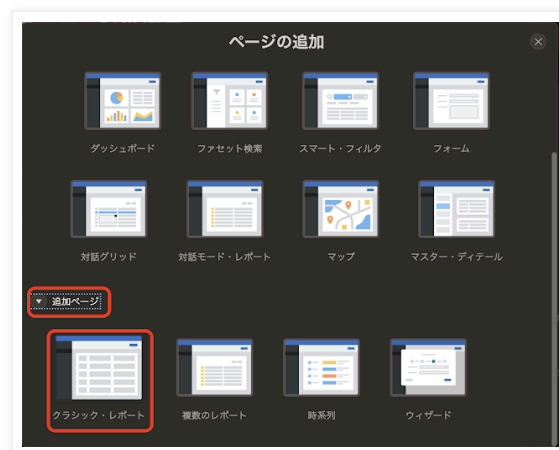 ページの追加
ダッシュボード
ファセット検索
スマート・フィルタ
フォーム
対話グリッド
対話モード・レポート
マップ
マスター・ディテール
追加ページ
クラシック・レポート
複数のレポート
時系列
ウィザード